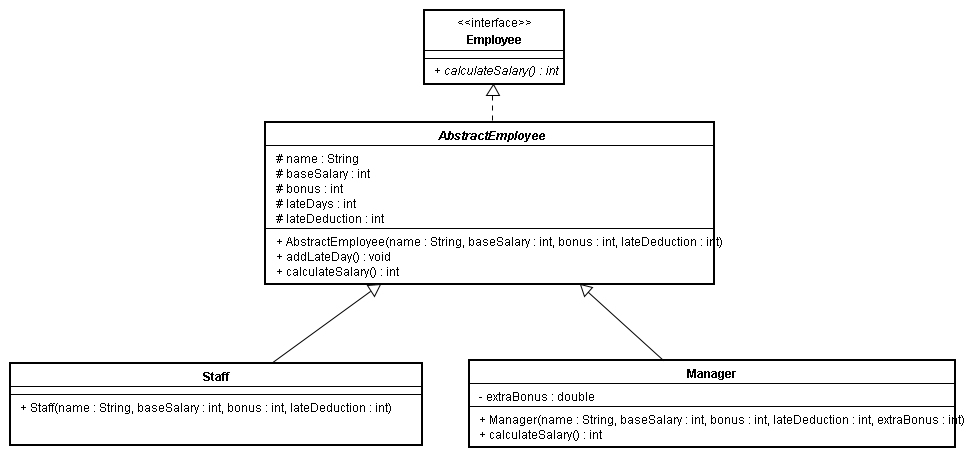 <<interface>>
Employee
+ calculateSalary() : int
AbstractEmployee
# name : String
# baseSalary : int
# bonus : int
# lateDays : int
# lateDeduction : int
+ AbstractEmployee(name : String, baseSalary : int, bonus : int, lateDeduction : int)
+ addLateDay() : void
+ calculateSalary() : int
Staff
+ Staff(name : String, baseSalary : int, bonus : int, lateDeduction : int)
Manager
- extraBonus : double
+ Manager(name : String, baseSalary : int, bonus : int, lateDeduction : int, extraBonus : int)
+ calculateSalary() : int